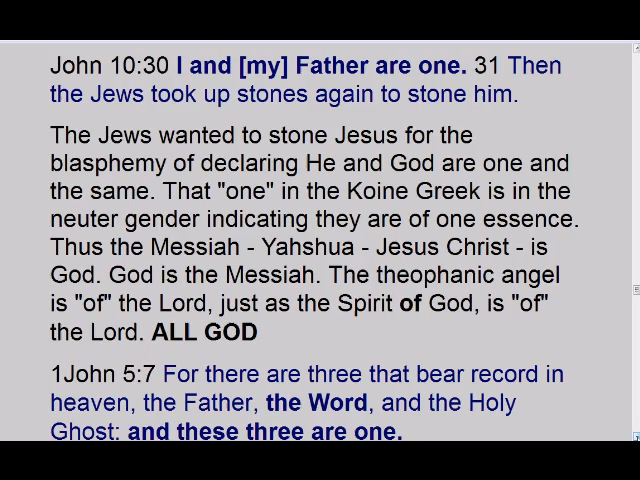 John 10:30 I and [my] Father are one. 31 Then
the Jews took up stones again to stone him.
The Jews wanted to stone Jesus for the
blasphemy of declaring He and God are one and
the same. That "one" in the Koine Greek is in the
neuter gender indicating they are of one essence.
Thus the Messiah - Yahshua - Jesus Christ - is
God. God is the Messiah. The theophanic angel
is "of" the Lord, just as the Spirit of God, is "of"
the Lord. ALL GOD
1John 5:7 For there are three that bear record in
heaven, the Father, the Word, and the Holy
Ghost: and these three are one.